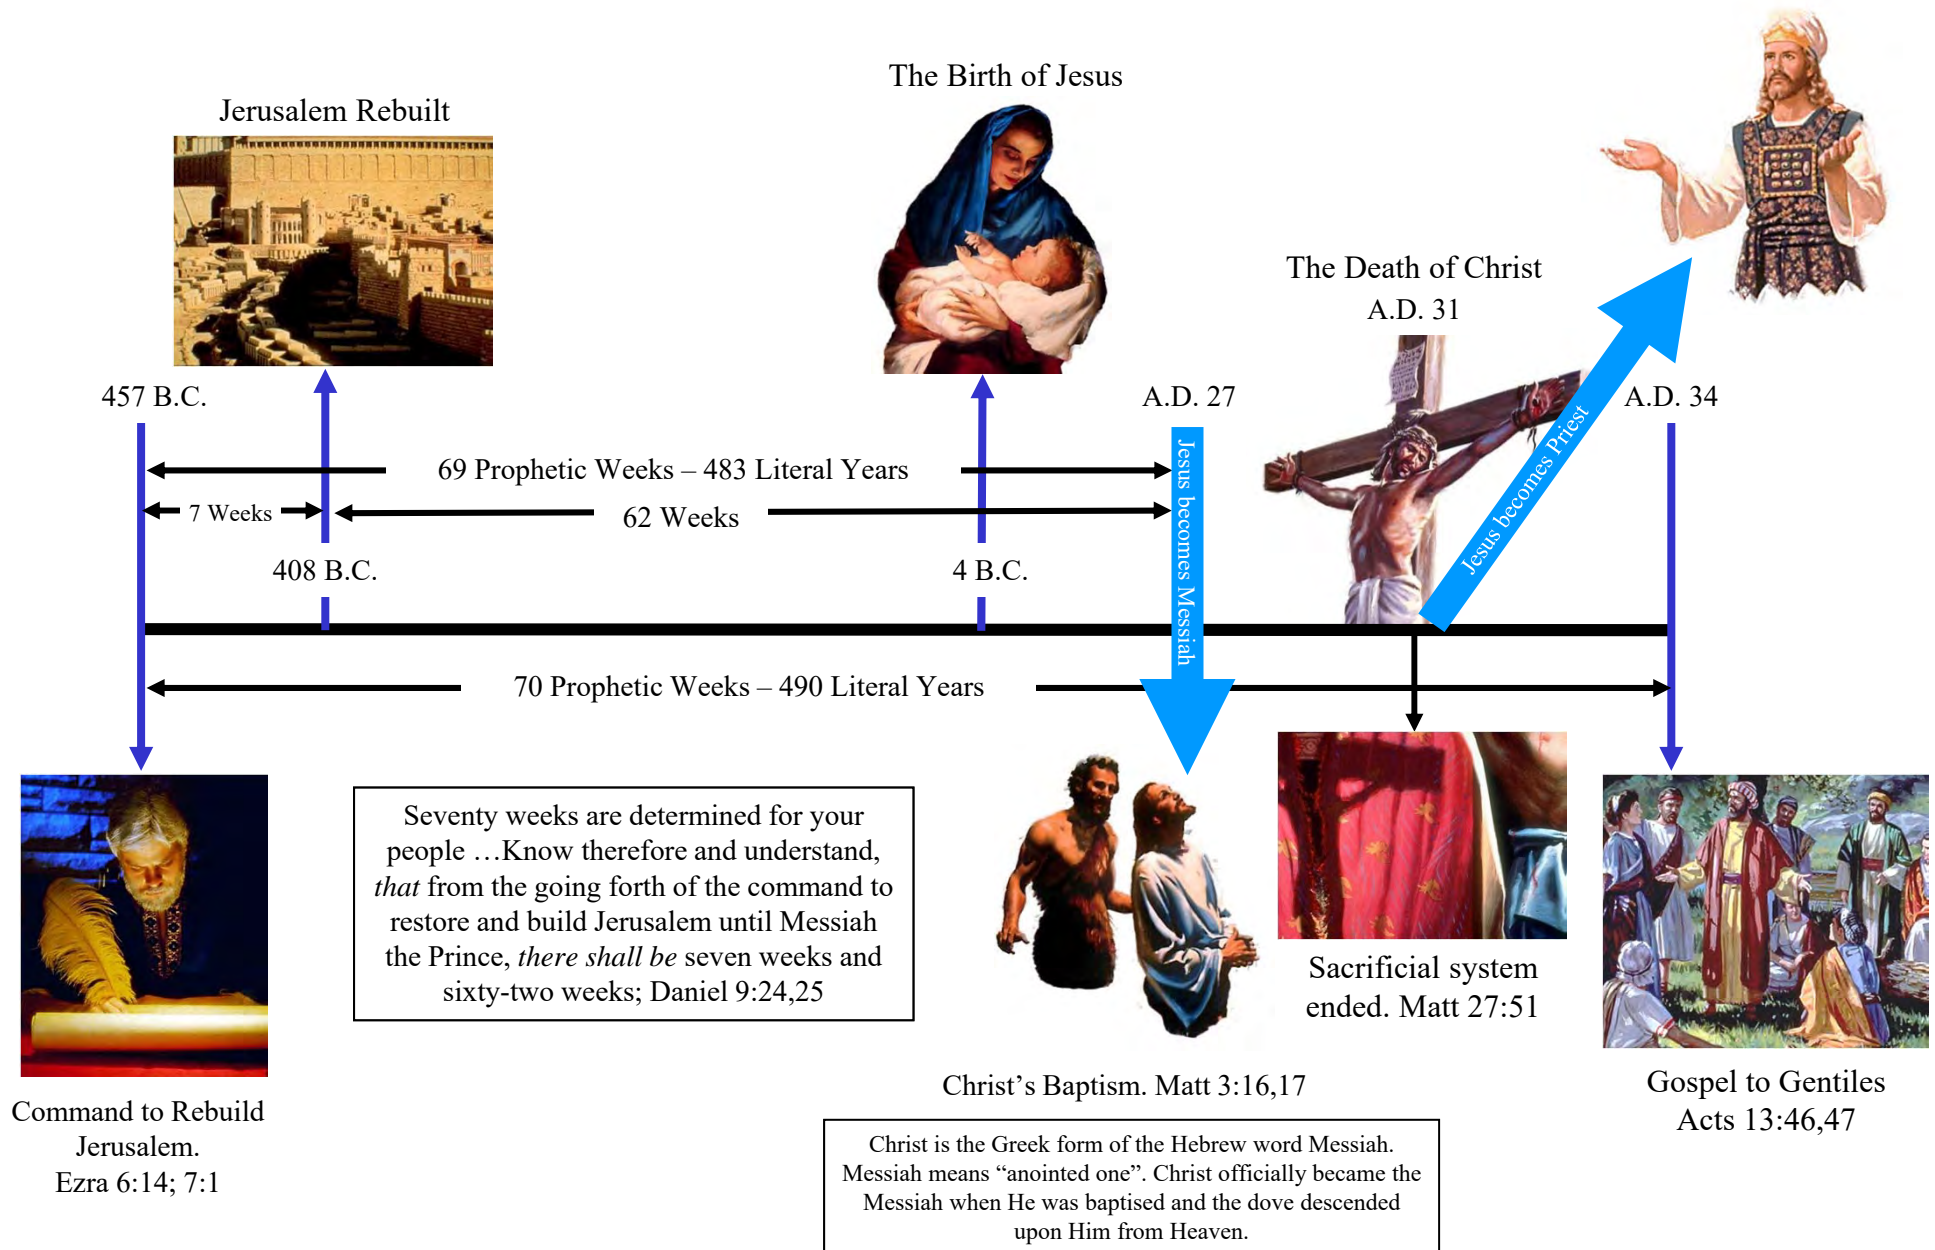 The Birth of Jesus
Jerusalem Rebuilt
The Death of Christ
A.D. 31
457 B.C.
A.D. 27
A.D. 34
69 Prophetic Weeks – 483 Literal Years
7 Weeks
62 Weeks
Jesus becomes Messiah
Jesus becomes Priest
408 B.C.
4 B.C.
70 Prophetic Weeks – 490 Literal Years
Seventy weeks are determined for your
people …Know therefore and understand,
that from the going forth of the command to
restore and build Jerusalem until Messiah
the Prince, there shall be seven weeks and
sixty-two weeks; Daniel 9:24,25
Sacrificial system
ended. Matt 27:51
Christ’s Baptism. Matt 3:16,17
Gospel to Gentiles
Acts 13:46,47
Command to Rebuild
Jerusalem.
Ezra 6:14; 7:1
Christ is the Greek form of the Hebrew word Messiah.
Messiah means “anointed one”. Christ officially became the
Messiah when He was baptised and the dove descended
upon Him from Heaven.